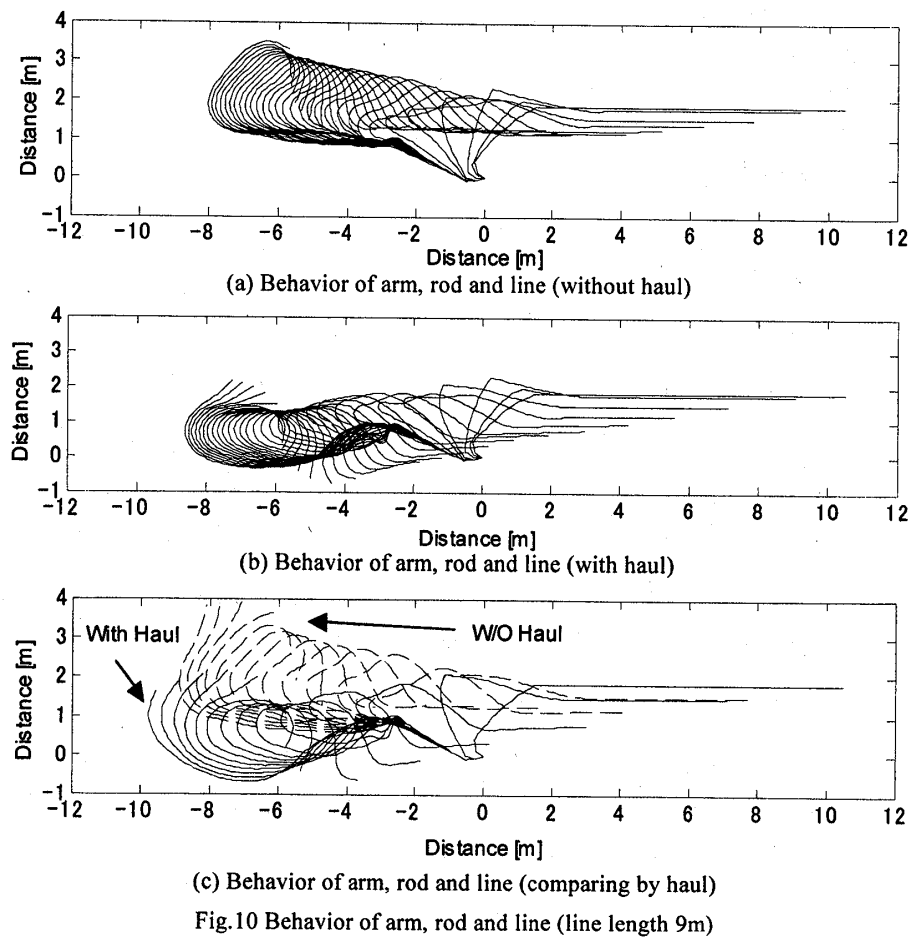 4
3
2
1
0
-1
Distance [m]
-12 -10 -8 -6 -4 -2 0 2 4 6 8 10 12
Distance [m]
(a) Behavior of arm, rod and line (without haul)
4
3
2
1
0
-1
Distance [m]
-12 -10 -8 -6 -4 -2 0 2 4 6 8 10 12
Distance [m]
(b) Behavior of arm, rod and line (with haul)
4
3
2
1
0
-1
Distance [m]
With Haul
W/O Haul
-12 -10 -8 -6 -4 -2 0 2 4 6 8 10 12
Distance [m]
(c) Behavior of arm, rod and line (comparing by haul)
Fig.10 Behavior of arm, rod and line (line length 9m)